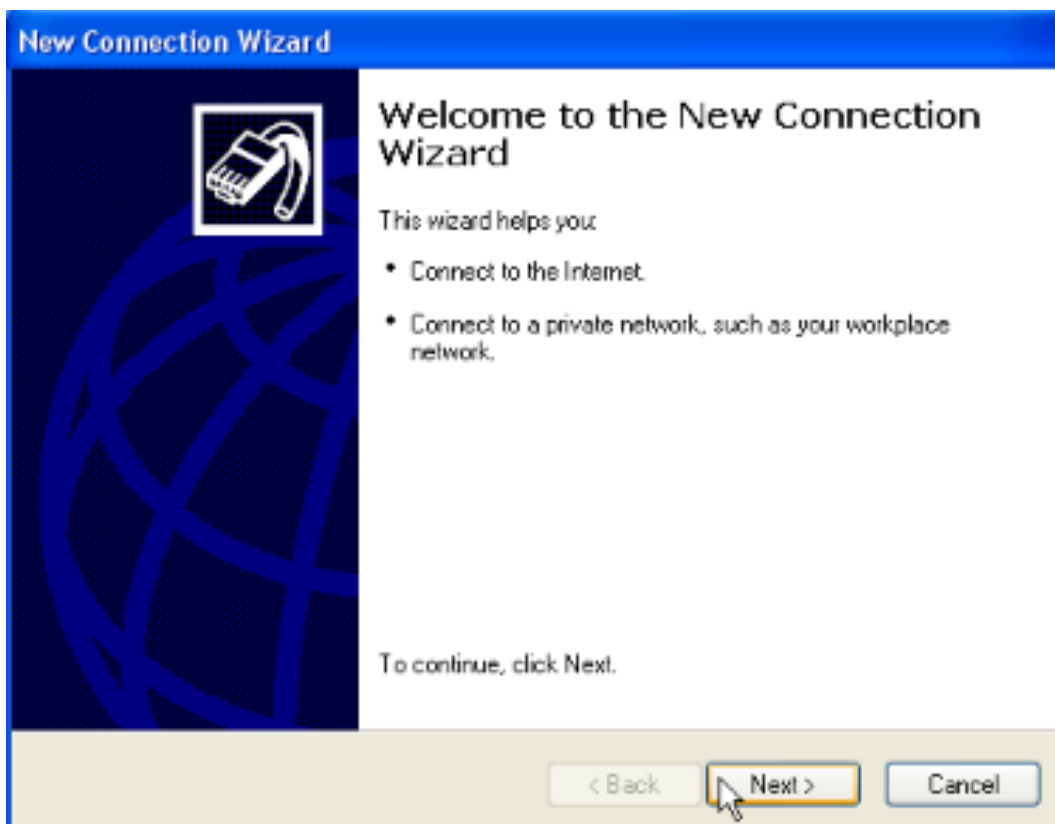 New Connection Wizard
Welcome to the New Connection
Wizard
This wizard helps you:
• Connect to the Internet.
• Connect to a private network, such as your workplace
network.
To continue, click Next.
< Back
Next >
Cancel